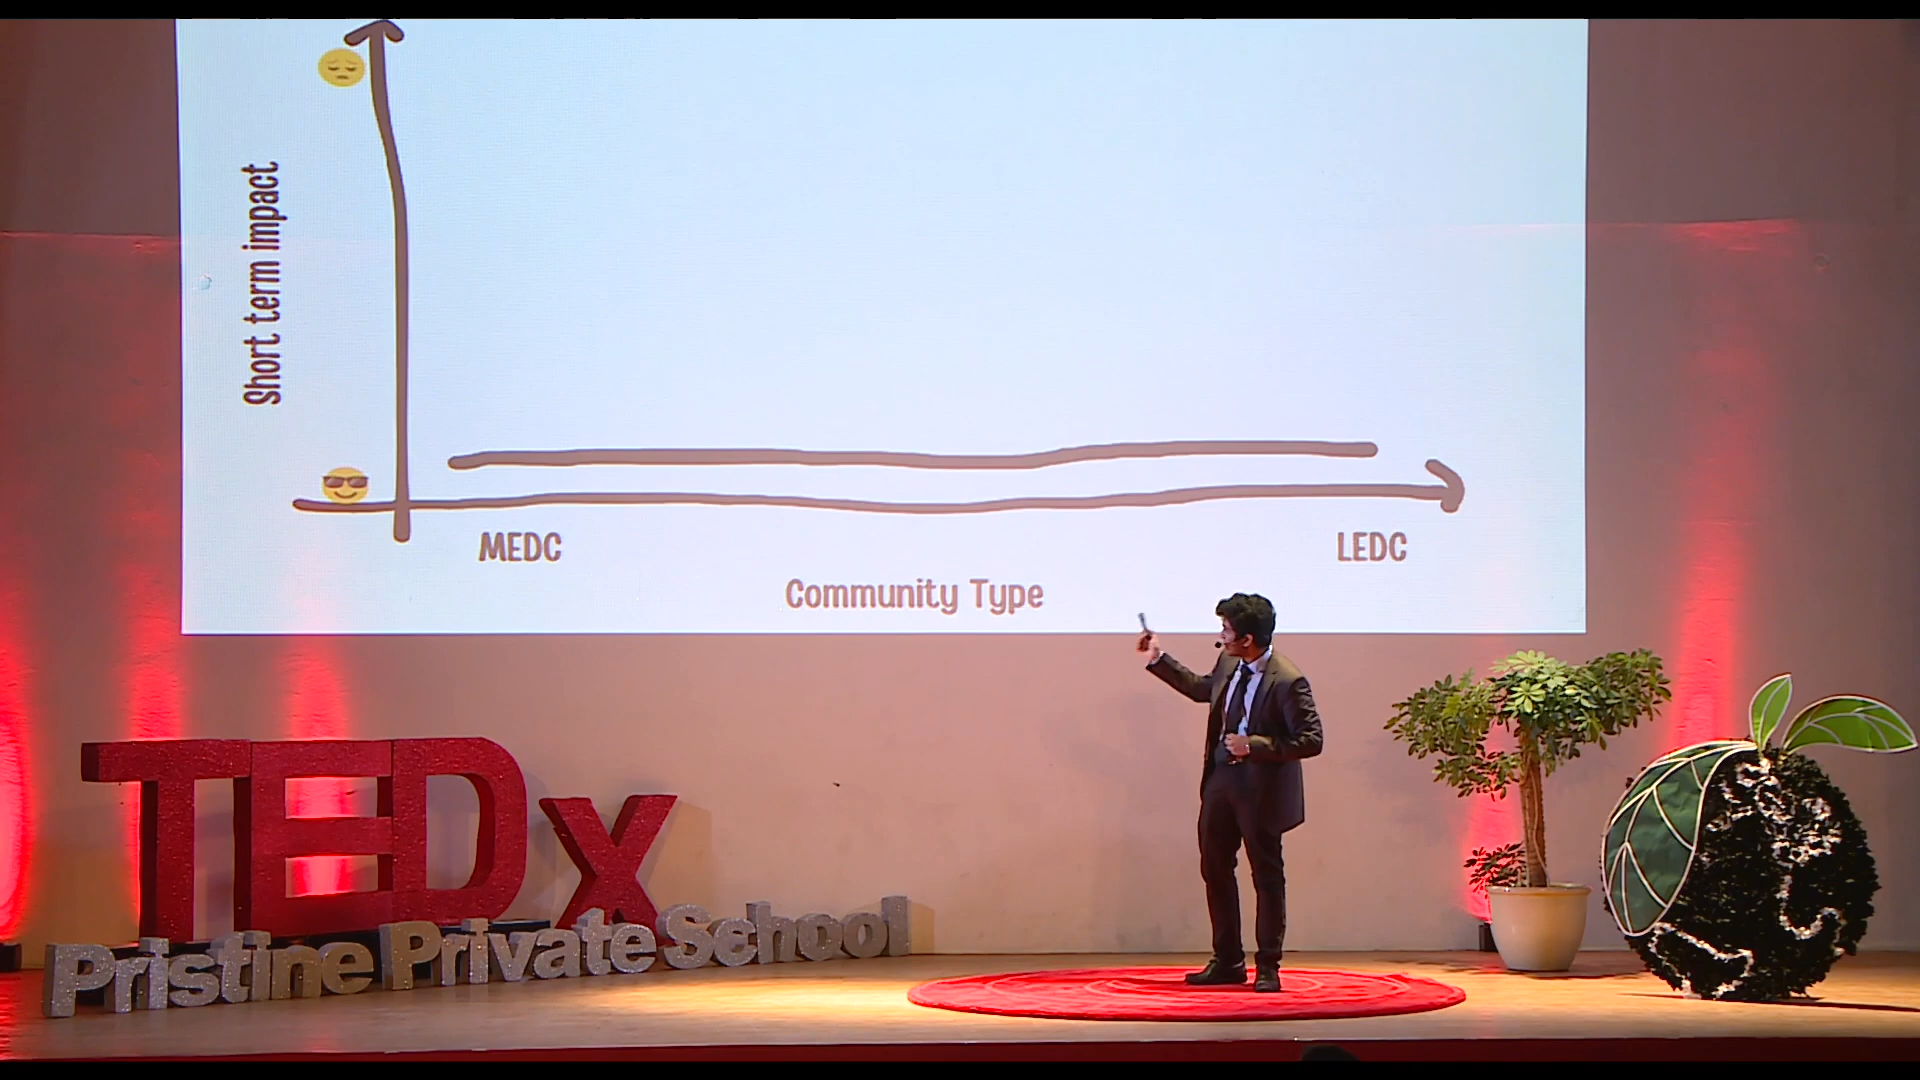 Short term impact
MEDC
LEDC
Community Type
TEDx
Pristine Private School